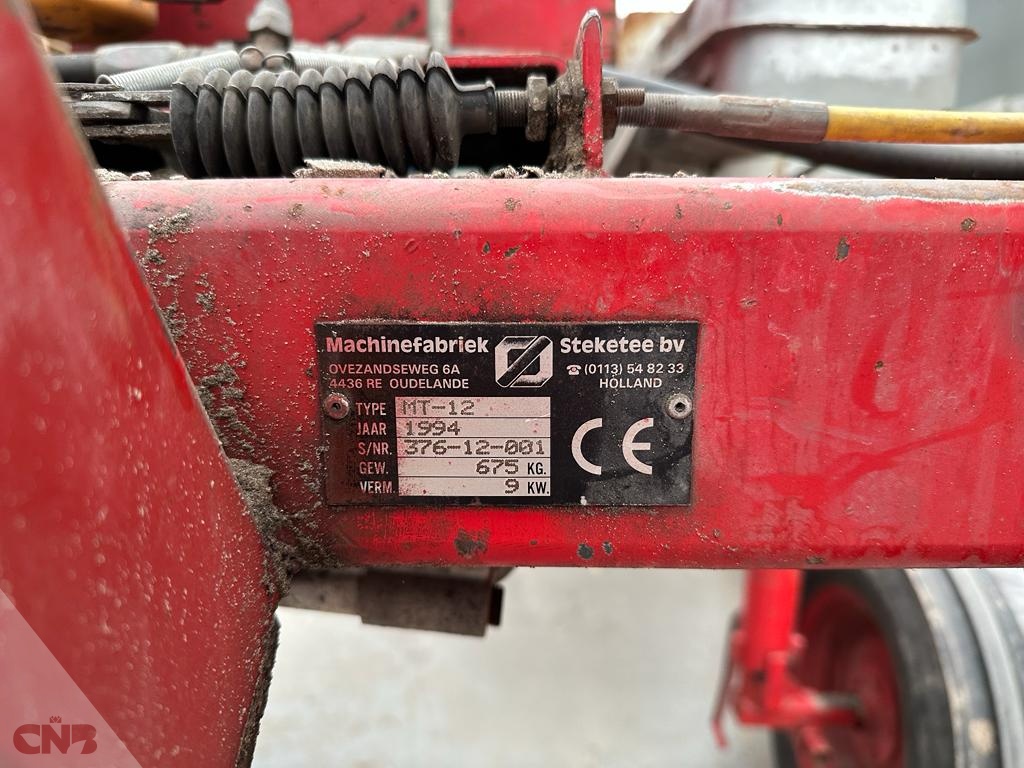 Machinefabriek Steketee bv
OVEZANDSEWEG 6A ☎(0113) 54 82 33
4436 RE OUDELANDE HOLLAND
TYPE MT-12
JAAR 1994
S/NR. 376-12-001
GEW. 675 KG.
VERM. 9 KW.
CE
CNB